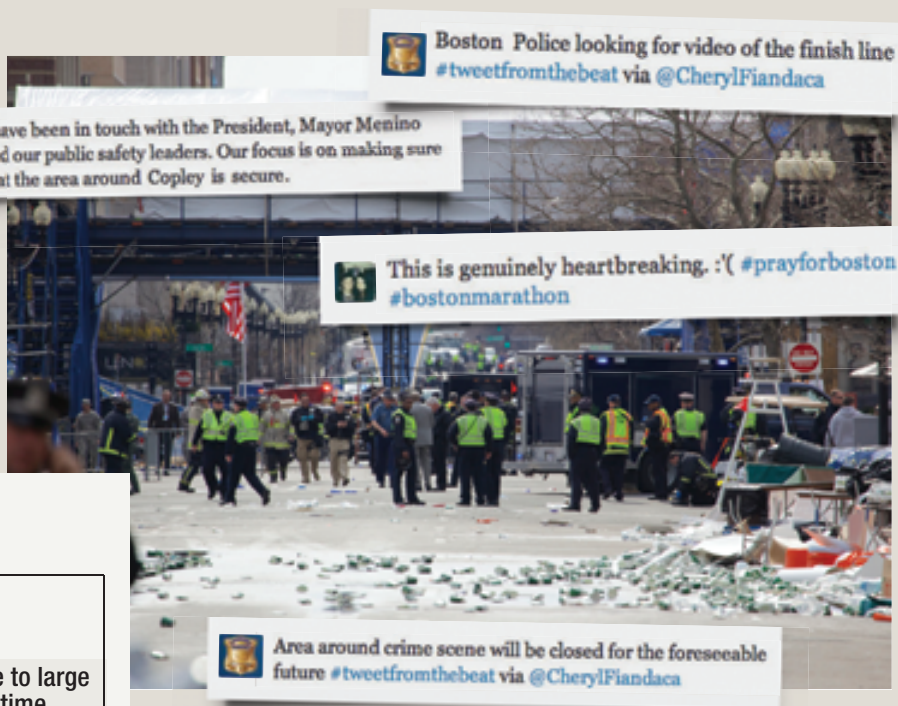 Boston Police looking for video of the finish line
#tweetfromthebeat via @CherylFiandaca
ave been in touch with the President, Mayor Menino
d our public safety leaders. Our focus is on making sure
at the area around Copley is secure.
This is genuinely heartbreaking. :'( #prayforboston
#bostonmarathon
Area around crime scene will be closed for the foreseeable
future #tweetfromthebeat via @CherylFiandaca
e to large
time